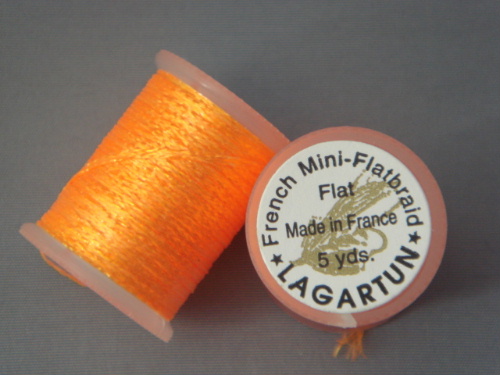 French Mini-Flatbraid
Flat
Made in France
5 yds.
★ LAGARTUN ★